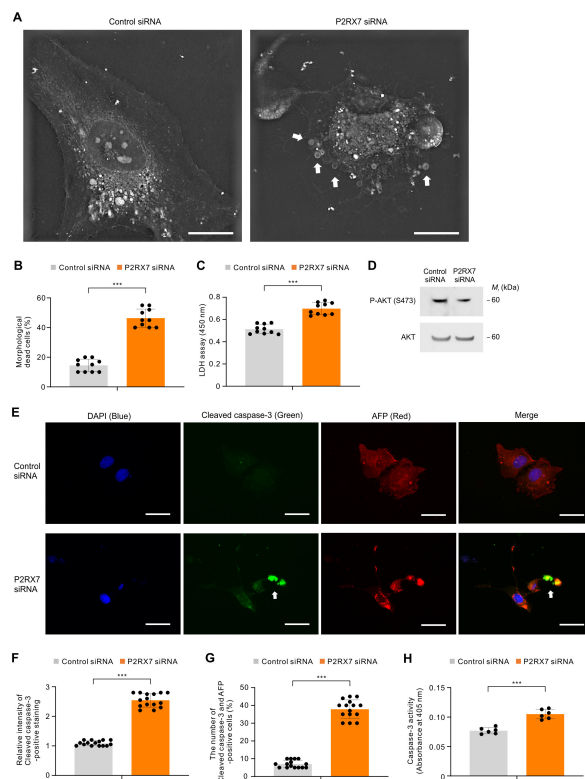 A
Control siRNA
P2RX7 siRNA
B
Control siRNA P2RX7 siRNA
***
Morphological
dead cells (%)
60
40
20
0
C
Control siRNA P2RX7 siRNA
***
LDH assay (450 nm)
0.8
0.6
0.4
0.2
0
D
Control
siRNA
P2RX7
siRNA
Mr (kDa)
P-AKT (S473)
– 60
AKT
– 60
E
DAPI (Blue)
Cleaved caspase-3 (Green)
AFP (Red)
Merge
Control
siRNA
P2RX7
siRNA
F
Control siRNA P2RX7 siRNA
***
Relative intensity of
Cleaved caspase-3
-positive staining
3
2
1
0
G
Control siRNA P2RX7 siRNA
***
The number of
Cleaved caspase-3 and AFP
-positive cells (%)
50
40
30
20
10
0
H
Control siRNA P2RX7 siRNA
***
Caspase-3 activity
(Absorbance at 405 nm)
0.15
0.10
0.05
0.00